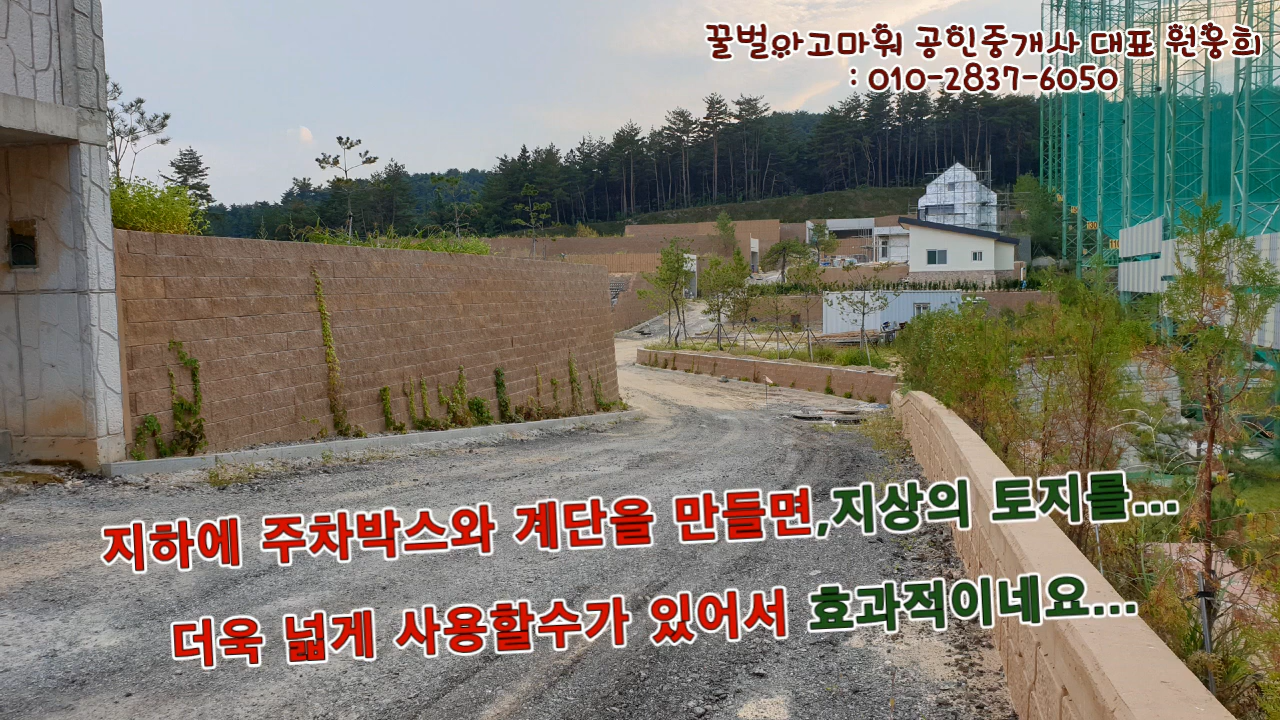 꿀벌아고마워 공인중개사 대표 원웅희
: 010-2837-6050
지하에 주차박스와 계단을 만들면,지상의 토지를...
더욱 넓게 사용할수가 있어서 효과적이네요...